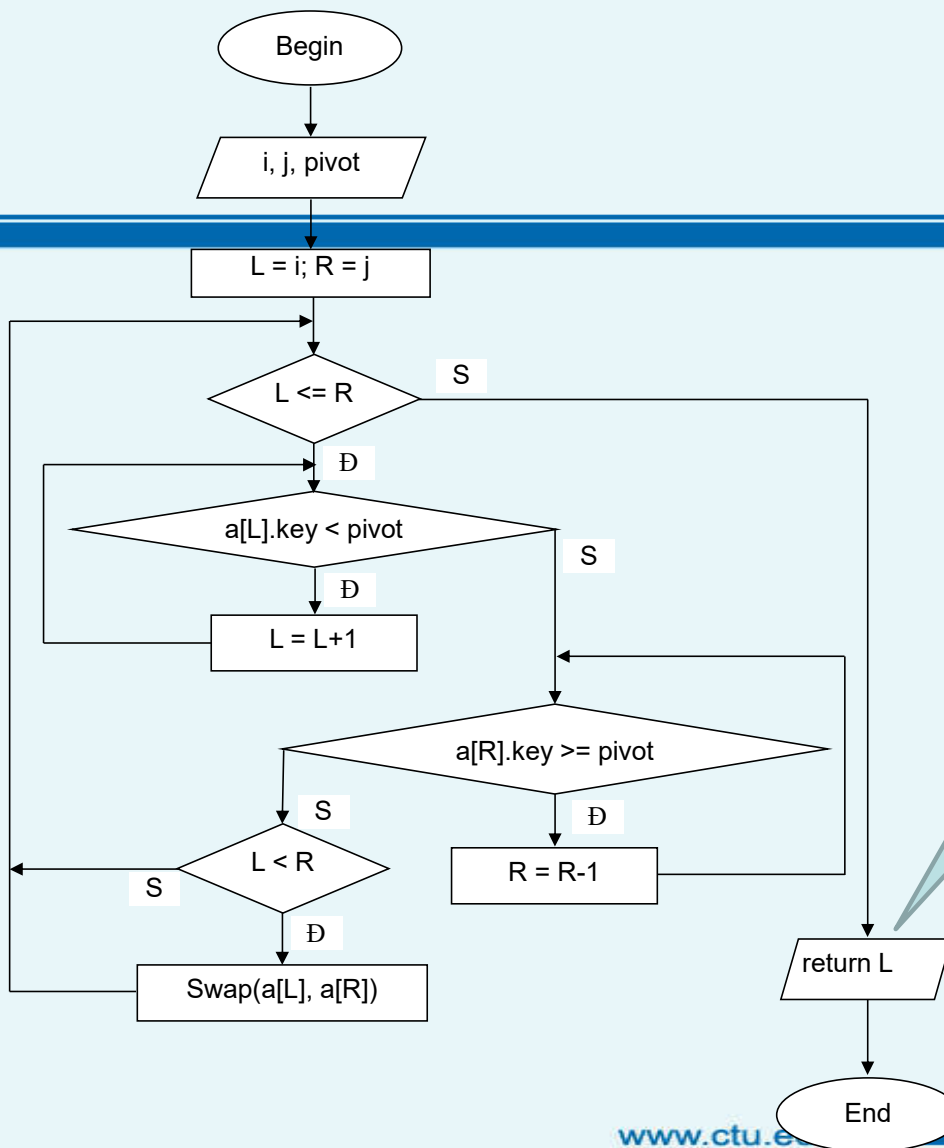 Begin
i, j, pivot
L = i; R = j
L <= R
S
Đ
a[L].key < pivot
S
Đ
L = L+1
a[R].key >= pivot
S
Đ
L < R
R = R-1
S
Đ
Swap(a[L], a[R])
return L
End